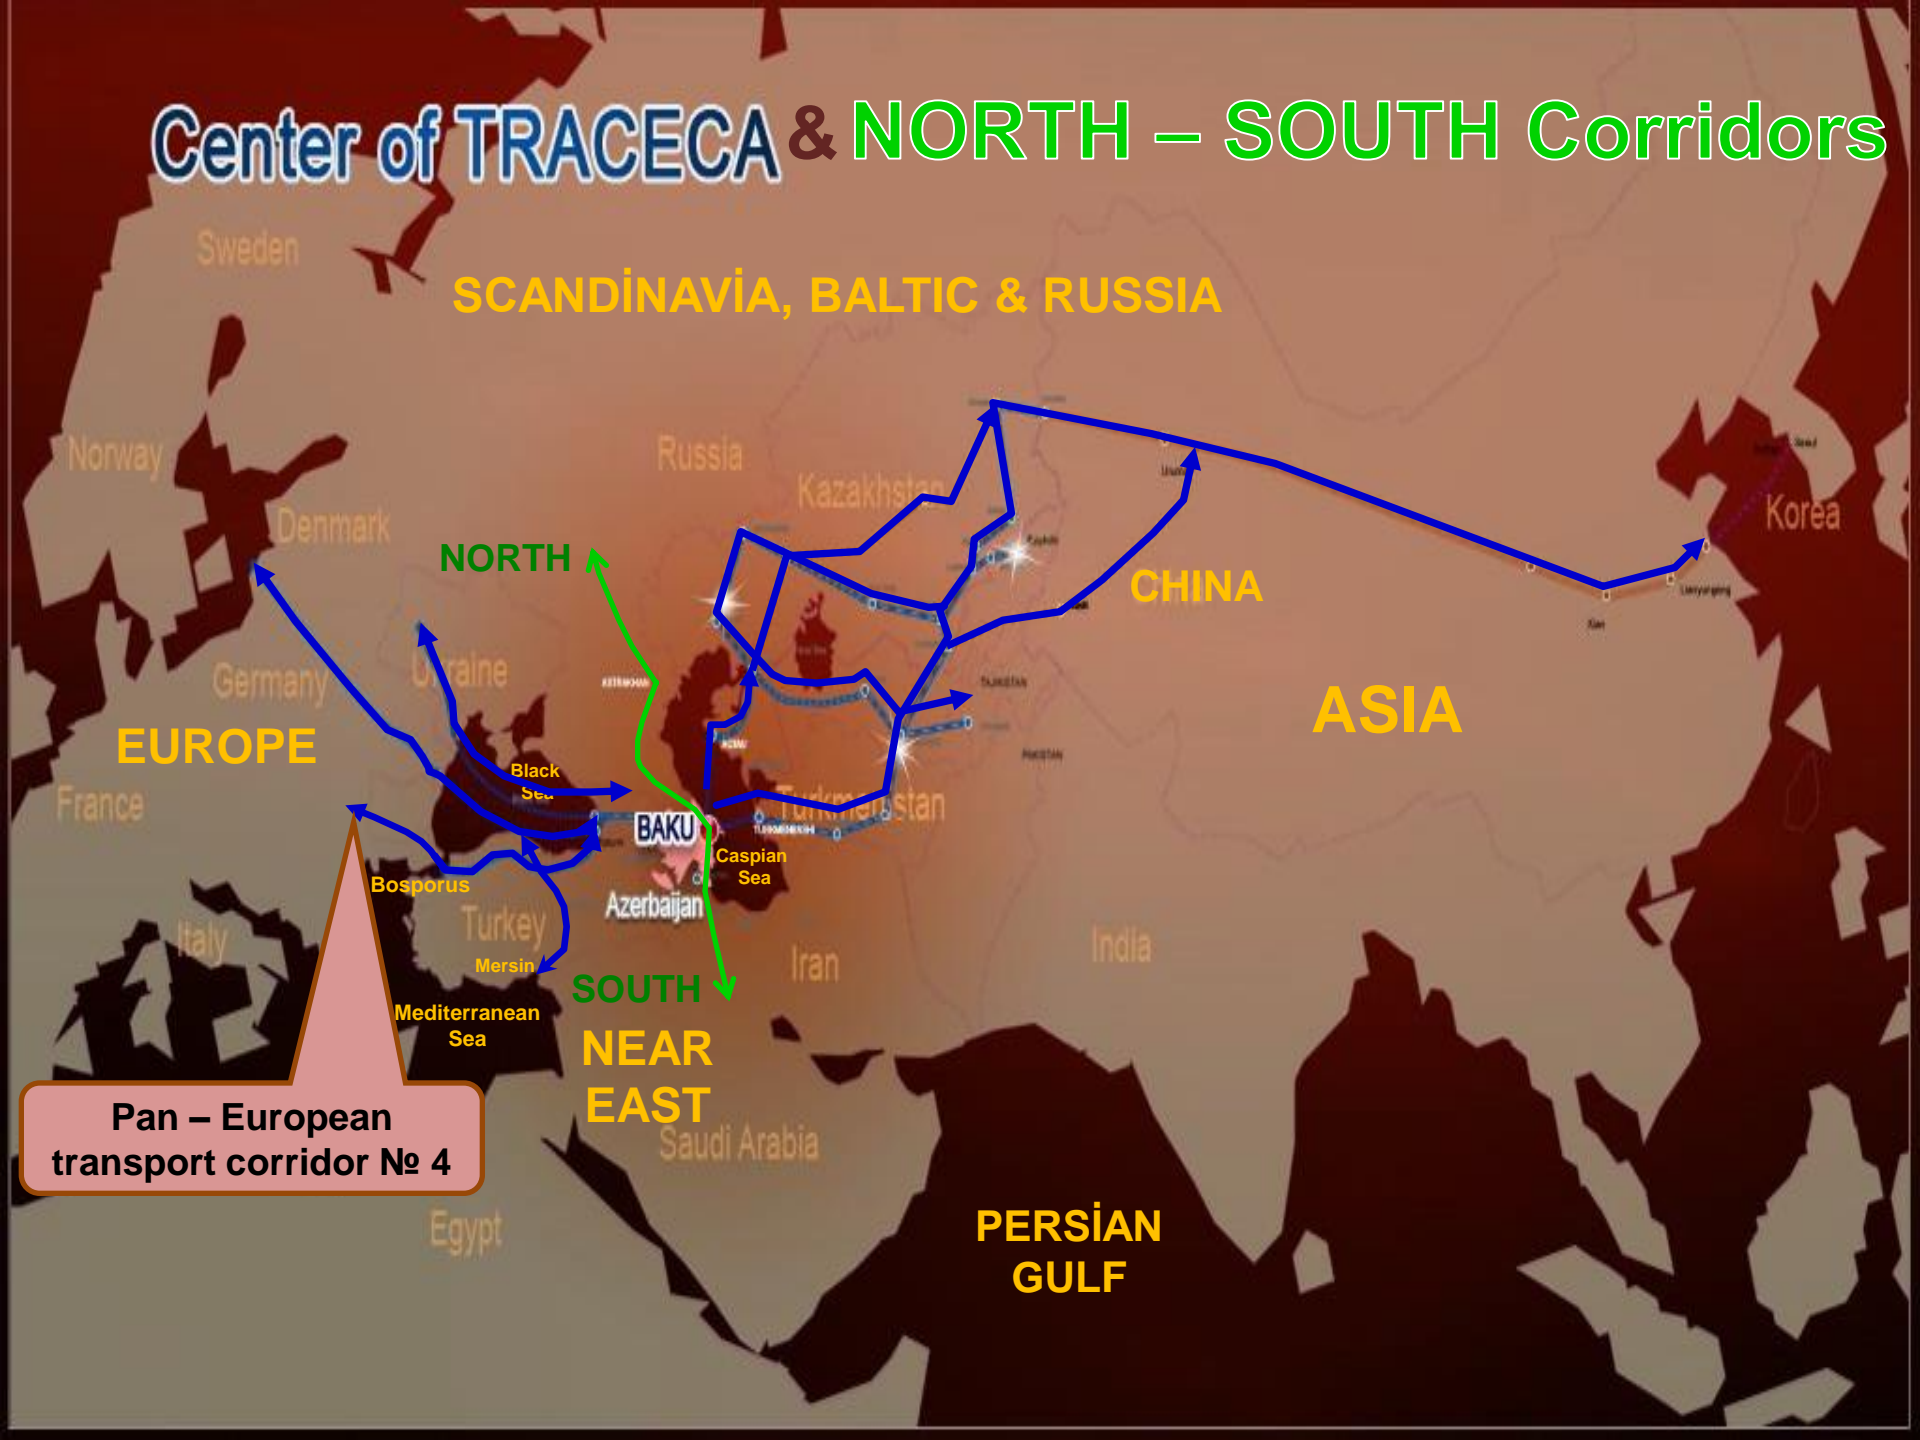 Center of TRACECA & NORTH – SOUTH Corridors
Sweden
SCANDİNAVİA, BALTIC & RUSSIA
Norway
Russia
Kazakhstan
Denmark
Korea
NORTH
CHINA
Germany
Ukraine
TAJIKISTAN
ASIA
EUROPE
PAKISTAN
Black
Sea
France
Turkmenistan
BAKU
Caspian
Sea
Bosporus
Azerbaijan
Italy
Turkey
Iran
India
Mersin
SOUTH
Mediterranean
Sea
NEAR
EAST
Pan – European
transport corridor № 4
Saudi Arabia
Egypt
PERSİAN
GULF